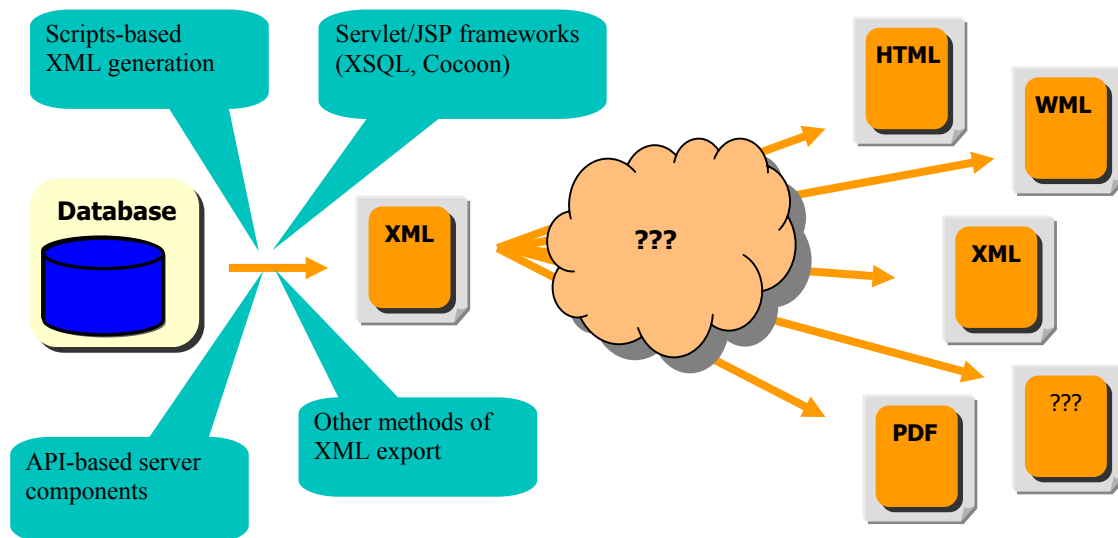 Scripts-based
XML generation
Servlet/JSP frameworks
(XSQL, Cocoon)
HTML
WML
Database
XML
???
XML
API-based server
components
Other methods of
XML export
PDF
???